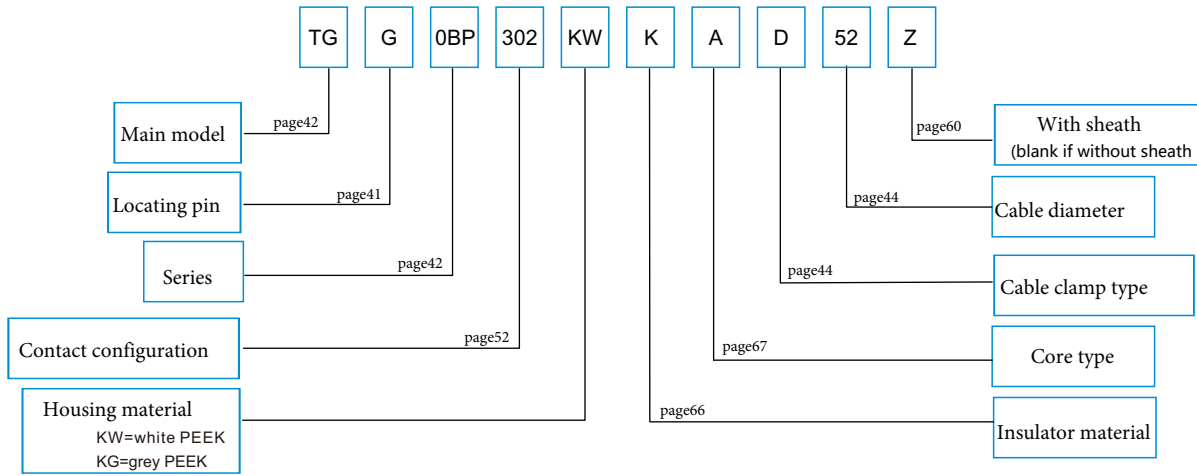 TG G 0BP 302 KW K A D 52 Z
Main model
page42
page60
With sheath
(blank if without sheath
Locating pin
page41
page44
Cable diameter
Series
page42
page44
Cable clamp type
Contact configuration
page52
page67
Core type
Housing material
KW=white PEEK
KG=grey PEEK
page66
Insulator material